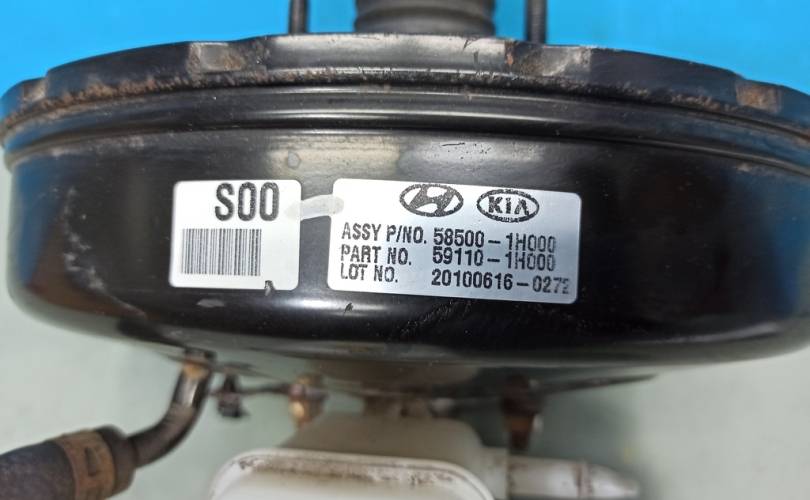 S00
KIA
ASSY P/NO. 58500-1H000
PART NO. 59110-1H000
LOT NO. 20100616-0272